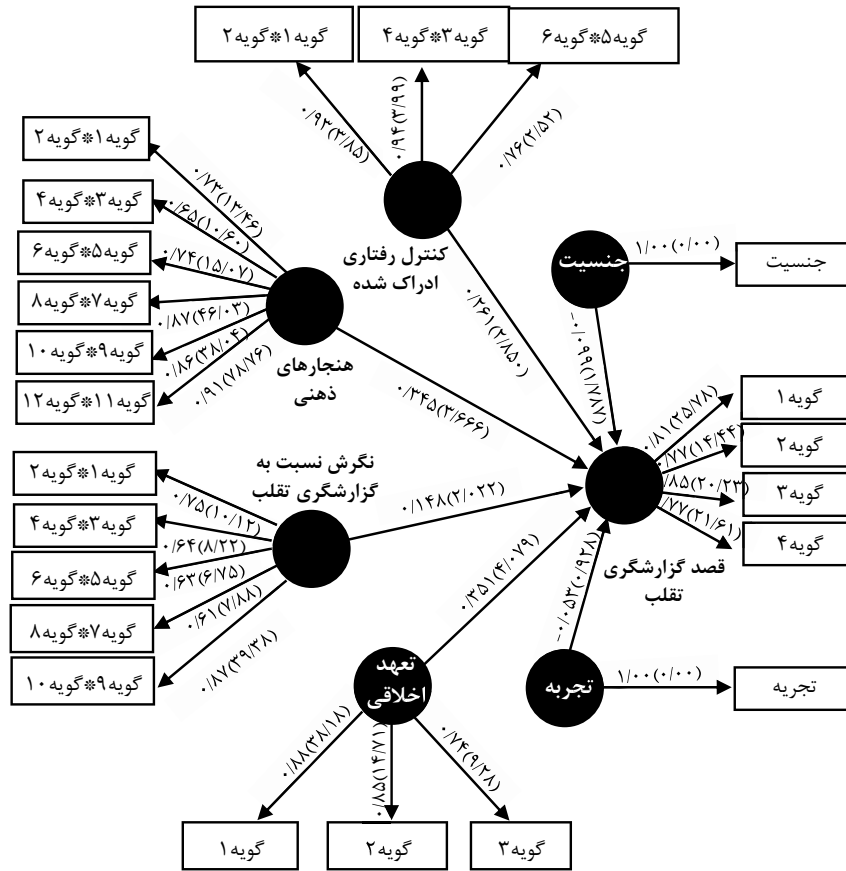 گویه۱*گویه۲
گویه۳*گویه۴
گویه۵*گویه۶
۰/۹۳(۳/۸۵)
۰/۹۴(۳/۹۹)
۰/۷۶(۲/۵۲)
کنترل رفتاری
ادراک شده
گویه۱*گویه۲
گویه۳*گویه۴
گویه۵*گویه۶
گویه۷*گویه۸
گویه۹*گویه۱۰
گویه۱۱*گویه۱۲
۰/۷۳(۱۳/۴۶)
۰/۶۵(۱۰/۶۰)
۰/۷۴(۱۵/۰۷)
۰/۸۷(۴۶/۰۳)
۰/۸۶(۳۸/۰۴)
۰/۹۱(۷۸/۷۶)
هنجارهای
ذهنی
جنسیت
۱/۰۰(۰/۰۰)
جنسیت
۰/۲۶۱(۲/۸۵۰)
-۰/۰۹۹(۱/۷۸۷)
۰/۳۴۵(۳/۶۶۶)
گویه۱
گویه۲
گویه۳
گویه۴
۰/۸۱(۲۵/۷۸)
۰/۷۷(۱۴/۴۴)
/۸۵(۲۰/۲۳)
/۷۷(۲۱/۶۱)
قصد گزارشگری
تقلب
نگرش نسبت به
گزارشگری تقلب
گویه۱*گویه۲
گویه۳*گویه۴
گویه۵*گویه۶
گویه۷*گویه۸
گویه۹*گویه۱۰
۰/۷۵(۱۰/۱۲)
۰/۶۴(۸/۲۲)
۰/۶۳(۶/۷۵)
۰/۶۱(۷/۸۸)
۰/۸۷(۳۹/۳۸)
۰/۱۴۸(۲/۰۲۲)
۰/۳۵۱(۴/۰۷۹)
-۰/۰۵۳(۰/۹۲۸)
تعهد
اخلاقی
تجربه
۱/۰۰(۰/۰۰)
تجریه
۰/۸۸(۳۸/۱۸)
۰/۸۵(۱۴/۷۱)
۰/۷۴(۹/۲۸)
گویه۱
گویه۲
گویه۳